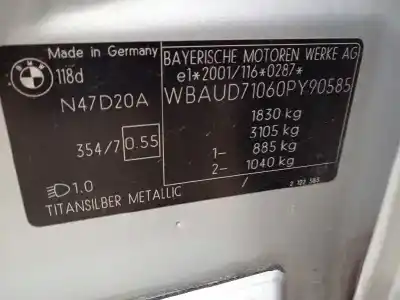 Made in Germany
BMW
118d
N47D20A
354/7 0.55
1.0
TITANSILBER METALLIC
BAYERISCHE MOTOREN WERKE AG
e1*2001/116*0287*
WBAUD71060PY90585
1830 kg
3105 kg
1- 885 kg
2- 1040 kg
/